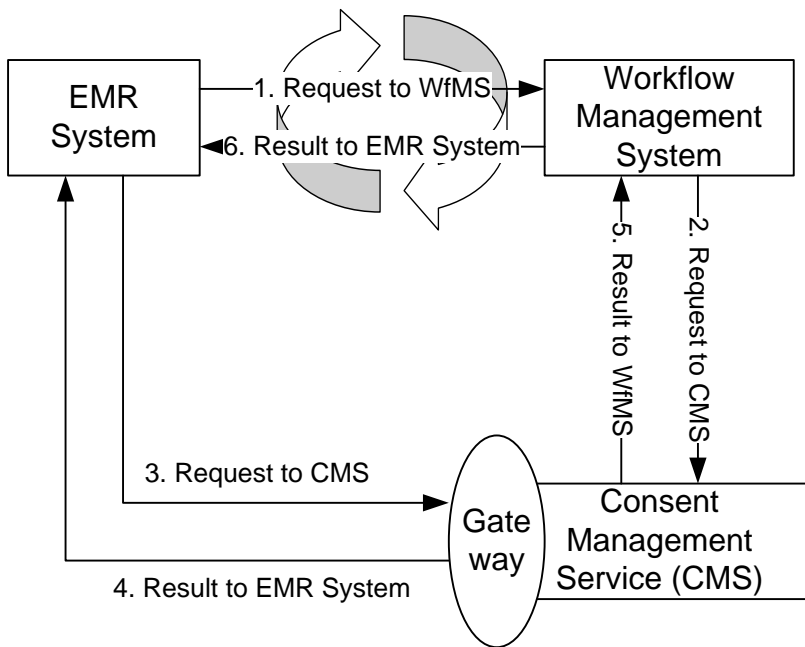 EMR
System
1. Request to WfMS
6. Result to EMR System
Workflow
Management
System
5. Result to WfMS
2. Request to CMS
3. Request to CMS
4. Result to EMR System
Gate
way
Consent
Management
Service (CMS)